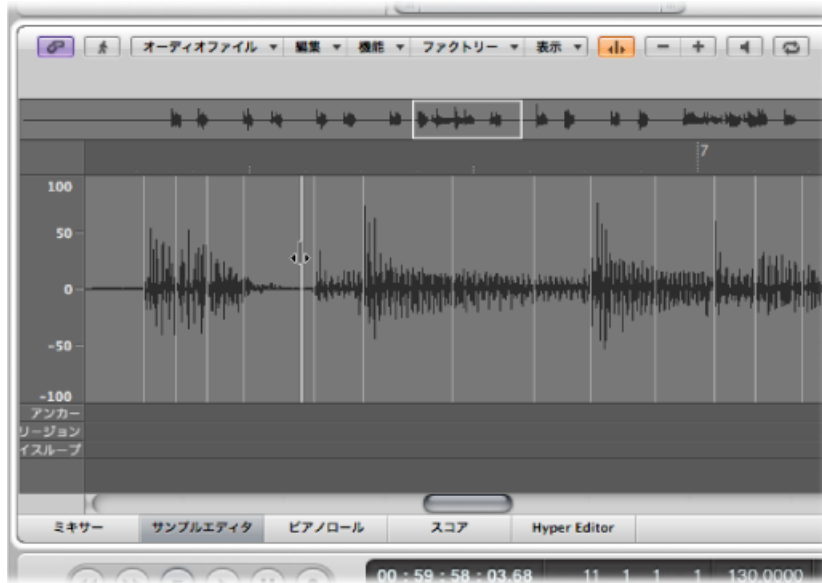 オーディオファイル 編集 機能 ファクトリー 表示
7
100
50
0
-50
-100
アンカー
リージョン
イスループ
ミキサー サンプルエディタ ピアノロール スコア Hyper Editor
00 : 59 : 58 : 03.68 11 1 1 1 130.0000